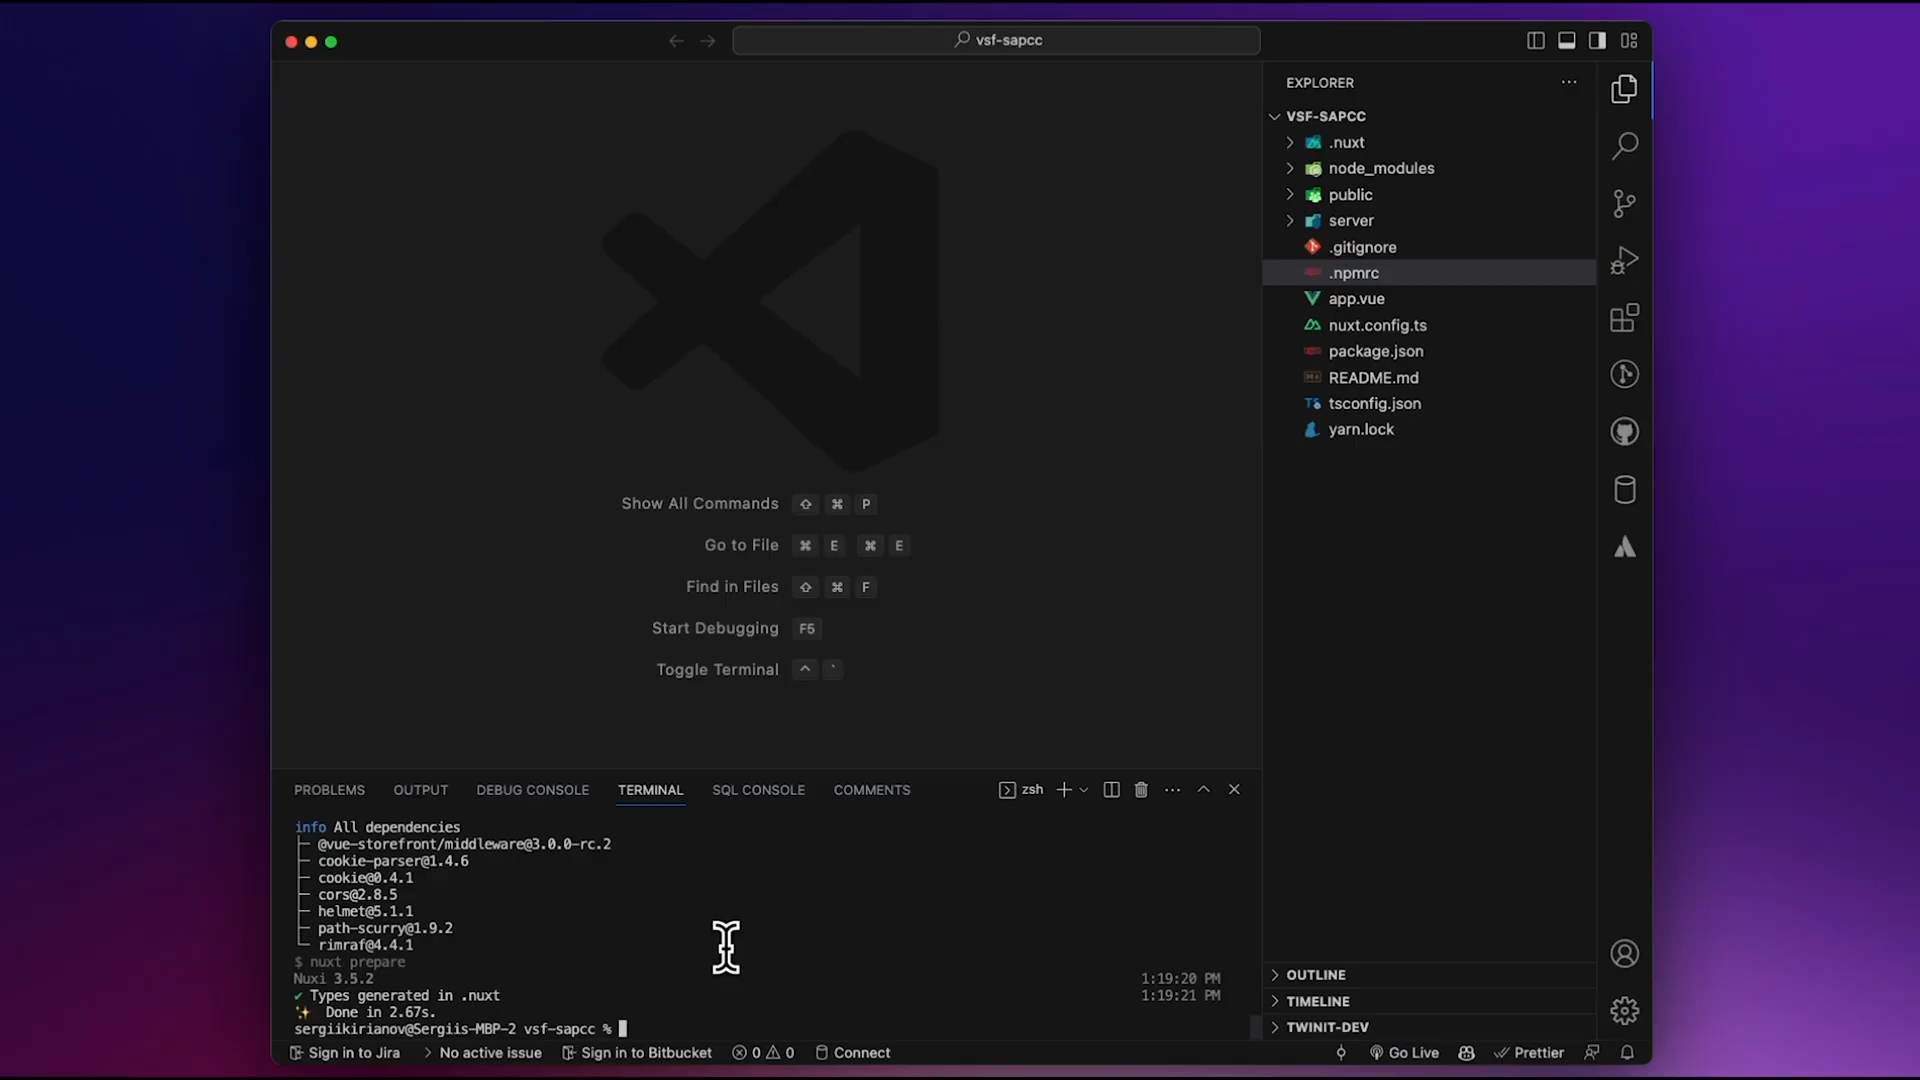 vsf-sapcc
EXPLORER
VSF-SAPCC
.nuxt
node_modules
public
server
.gitignore
.npmrc
app.vue
nuxt.config.ts
package.json
README.md
tsconfig.json
yarn.lock
Show All Commands ⇧ ⌘ P
Go to File ⌘ E ⌘ E
Find in Files ⇧ ⌘ F
Start Debugging F5
Toggle Terminal ^ `
PROBLEMS OUTPUT DEBUG CONSOLE TERMINAL SQL CONSOLE COMMENTS zsh
info All dependencies
├─ @vue-storefront/middleware@3.0.0-rc.2
├─ cookie-parser@1.4.6
├─ cookie@0.4.1
├─ cors@2.8.5
├─ helmet@5.1.1
├─ path-scurry@1.9.2
└─ rimraf@4.4.1
$ nuxt prepare
Nuxi 3.5.2 1:19:20 PM
✔ Types generated in .nuxt 1:19:21 PM
✨ Done in 2.67s.
sergiikirianov@Sergiis-MBP-2 vsf-sapcc %
OUTLINE
TIMELINE
TWINIT-DEV
Sign in to Jira No active issue Sign in to Bitbucket 0 0 Connect Go Live Prettier